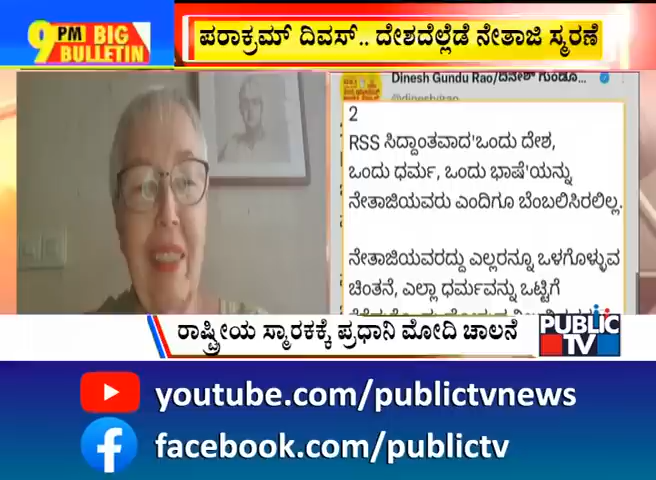 9 PM BIG BULLETIN
ಪರಾಕ್ರಮ್ ದಿವಸ್.. ದೇಶದೆಲ್ಲೆಡೆ ನೇತಾಜಿ ಸ್ಮರಣೆ
Dinesh Gundu Rao/ದಿನೇಶ್ ಗುಂಡೂ...
2
RSS ಸಿದ್ದಾಂತವಾದ 'ಒಂದು ದೇಶ,
ಒಂದು ಧರ್ಮ, ಒಂದು ಭಾಷೆ'ಯನ್ನು
ನೇತಾಜಿಯವರು ಎಂದಿಗೂ ಬೆಂಬಲಿಸಿರಲಿಲ್ಲ.
ನೇತಾಜಿಯವರದ್ದು ಎಲ್ಲರನ್ನೂ ಒಳಗೊಳ್ಳುವ
ಚಿಂತನೆ, ಎಲ್ಲಾ ಧರ್ಮವನ್ನು ಒಟ್ಟಿಗೆ
ರಾಷ್ಟ್ರೀಯ ಸ್ಮಾರಕಕ್ಕೆ ಪ್ರಧಾನಿ ಮೋದಿ ಚಾಲನೆ
PUBLIC TV
youtube.com/publictvnews
facebook.com/publictv